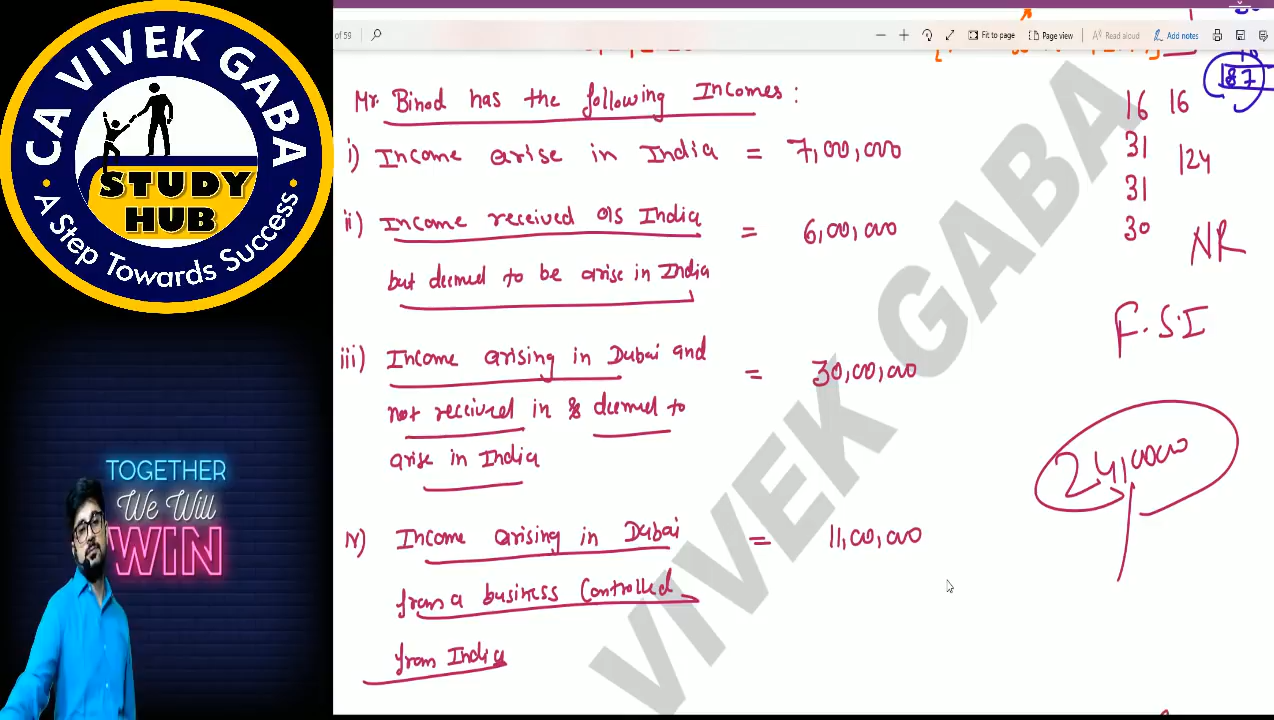 CA VIVEK GABA
STUDY
HUB
A Step Towards Success
TOGETHER
We Will
WIN
of 59
Fit to page
Page view
Read aloud
Add notes
187
Mr. Binod has the following Incomes :
i) Income arise in India = 7,00,000
ii) Income received o/s India = 6,00,000
but deemed to be arise in India
iii) Income arising in Dubai and = 30,00,000
not received in & deemed to
arise in India
iv) Income arising in Dubai = 11,00,000
from a business Controlled
from India
16 16
31 124
31
30
NR
F.S.I
24,0000
VIVEK GABA